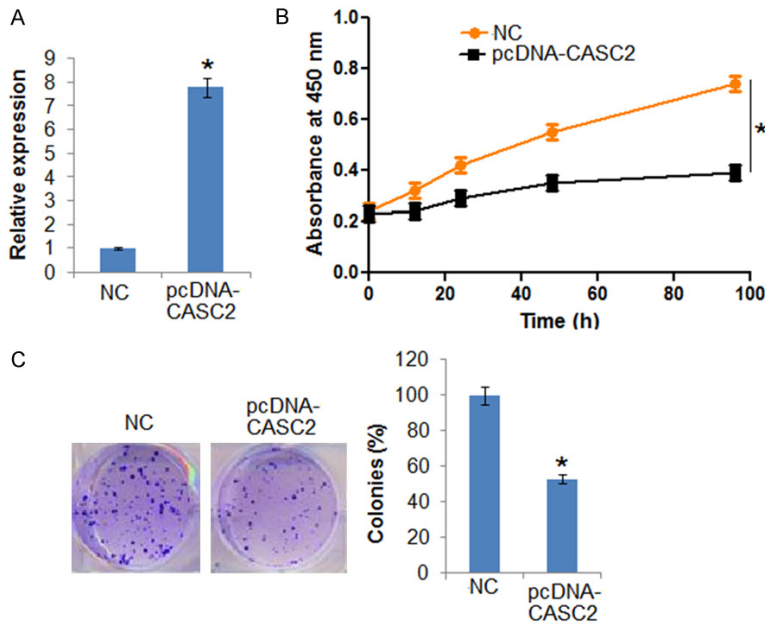 A
Relative expression
9
8
7
6
5
4
3
2
1
0
*
NC
pcDNA-
CASC2
B
Absorbance at 450 nm
1.0
0.8
0.6
0.4
0.2
0.0
NC
pcDNA-CASC2
*
0
20
40
60
80
100
Time (h)
C
NC
pcDNA-
CASC2
Colonies (%)
120
100
80
60
40
20
0
*
NC
pcDNA-
CASC2